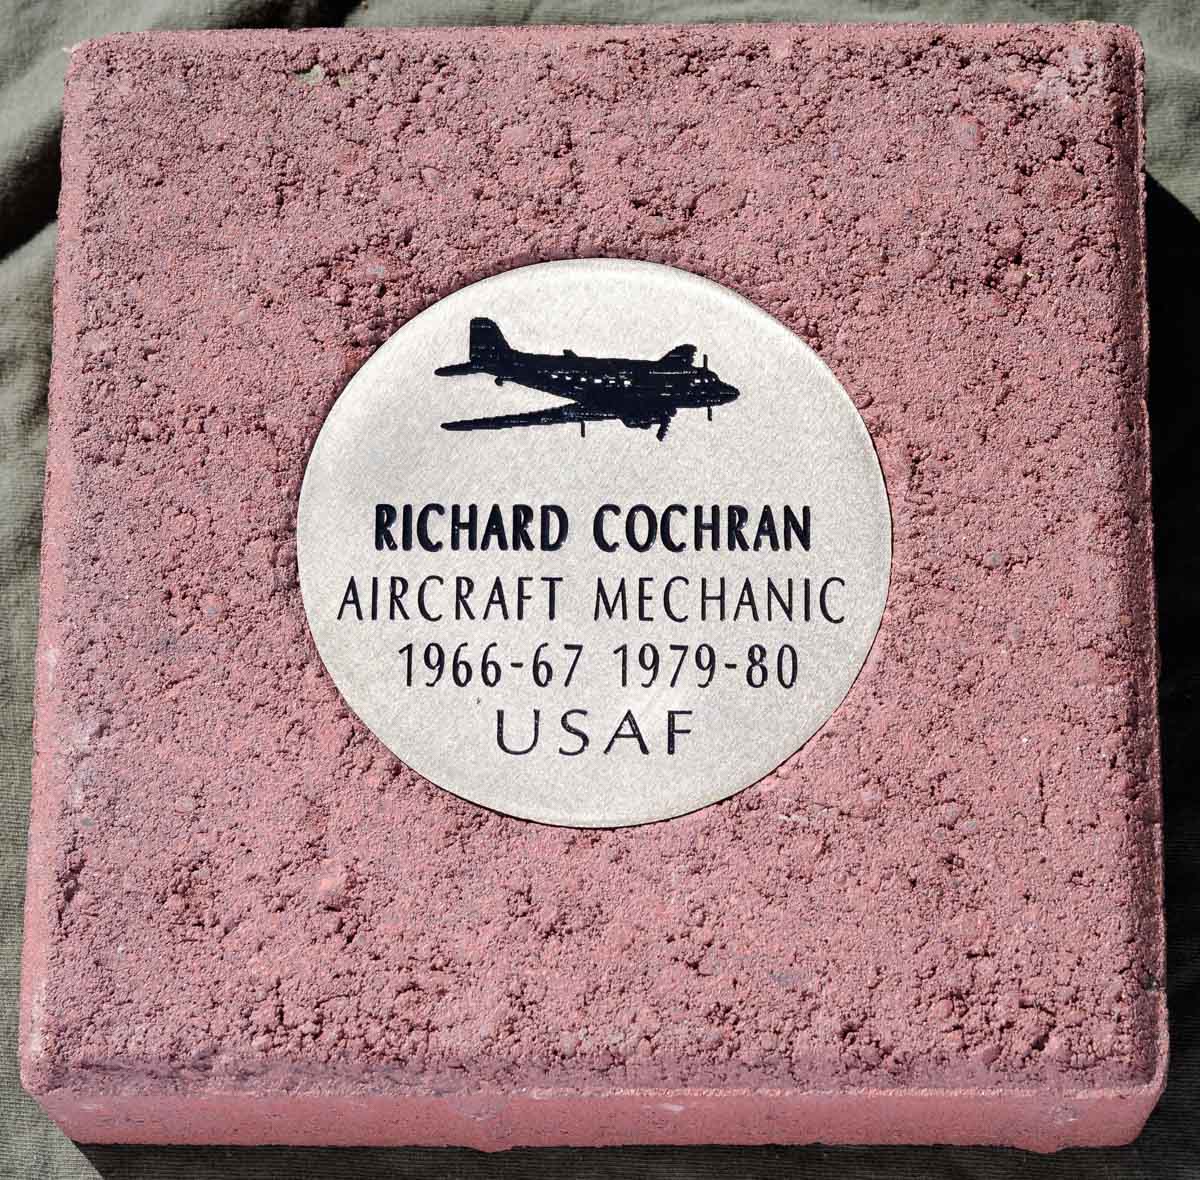 RICHARD COCHRAN
AIRCRAFT MECHANIC
1966-67 1979-80
USAF